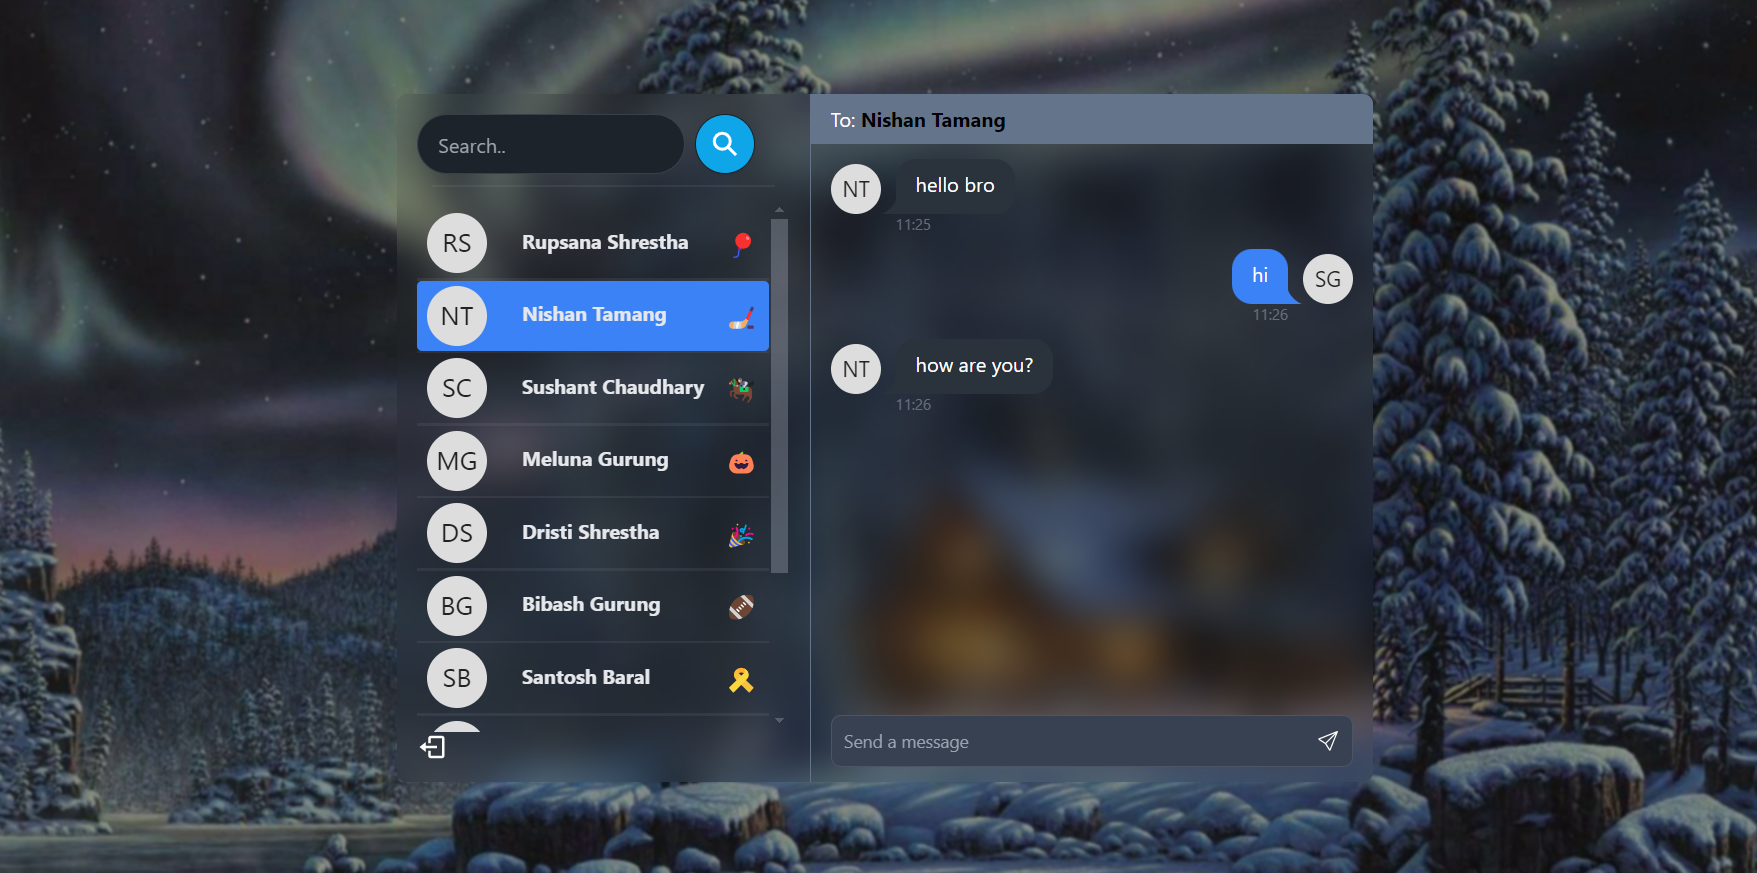 Search..
RS Rupsana Shrestha 🎈
NT Nishan Tamang 🏒
SC Sushant Chaudhary
MG Meluna Gurung 🎃
DS Dristi Shrestha 🎉
BG Bibash Gurung 🏈
SB Santosh Baral 🎗
To: Nishan Tamang
NT hello bro
11:25
hi SG
11:26
NT how are you?
11:26
Send a message